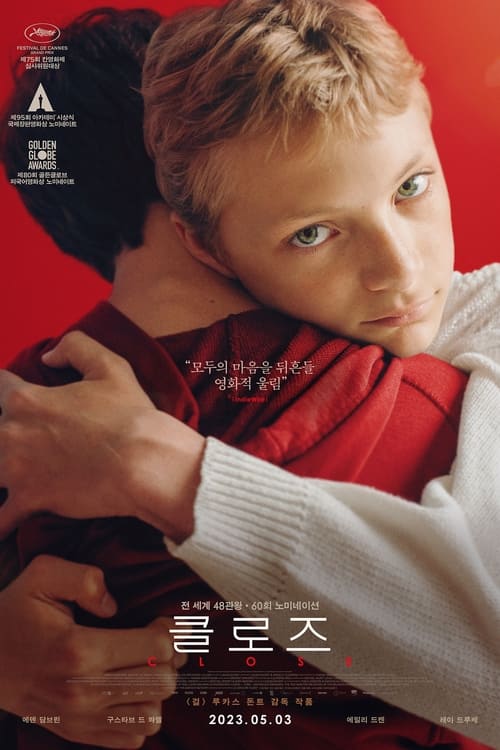 FESTIVAL DE CANNES
GRAND PRIX
제75회 칸영화제
심사위원대상
제95회 아카데미 시상식
국제장편영화상 노미네이트
GOLDEN
GLOBE
AWARDS
제80회 골든글로브
외국어영화상 노미네이트
“모두의 마음을 뒤흔들
영화적 울림”
(IndieWire)
전 세계 48관왕·60회 노미네이션
클로즈
CLOSE
〈걸〉 루카스 돈트 감독 작품
에덴 담브린
구스타브 드 와엘
2023.05.03
에밀리 드켄
레아 드루케